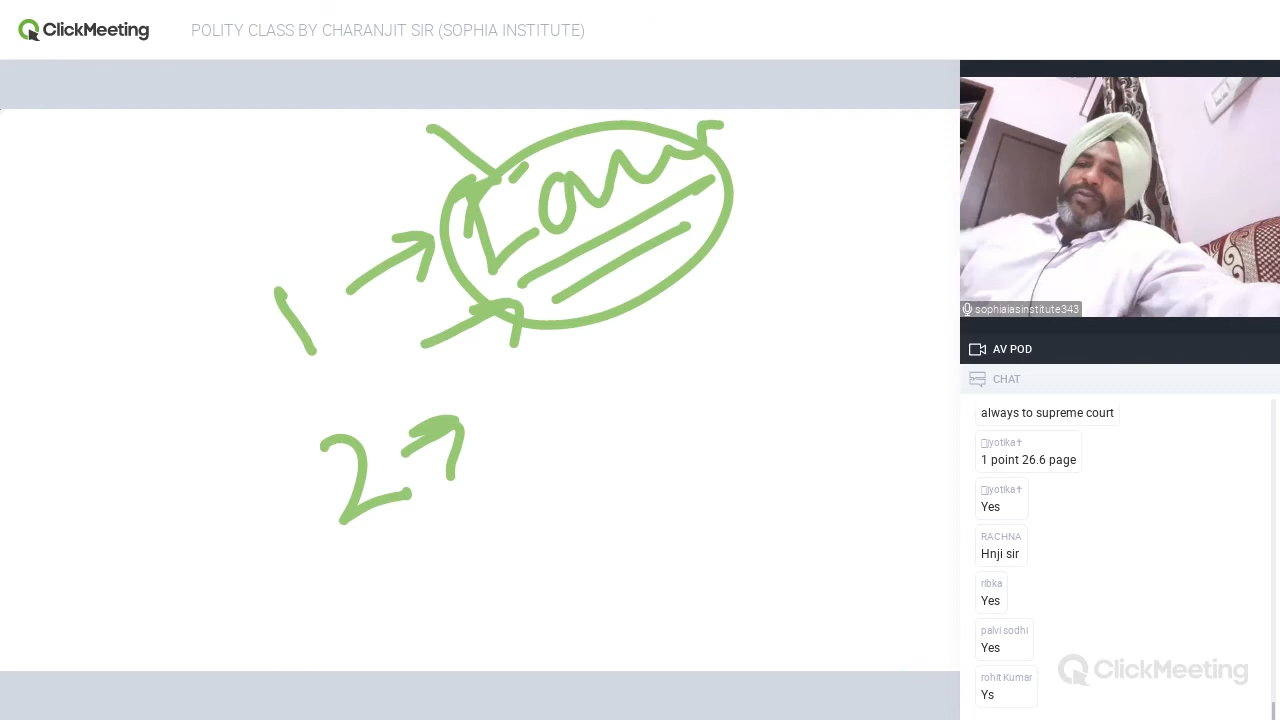 ClickMeeting
POLITY CLASS BY CHARANJIT SIR (SOPHIA INSTITUTE)
Law
1
2
sophiaiasinstitute343
AV POD
CHAT
always to supreme court
jyotika✝
1 point 26.6 page
jyotika✝
Yes
RACHNA
Hnji sir
ribka
Yes
palvi sodhi
Yes
rohit Kumar
Ys
ClickMeeting